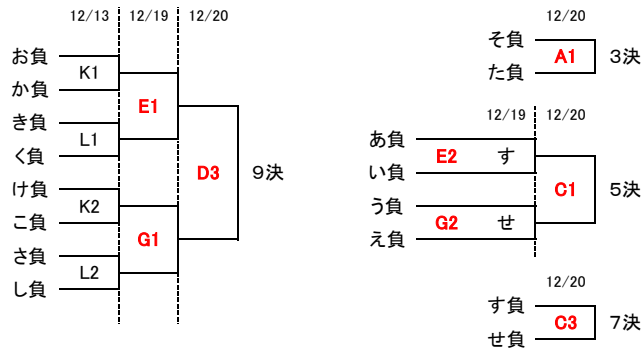 12/13 12/19 12/20
お負
か負
K1
き負
く負
L1
E1
け負
こ負
K2
さ負
し負
L2
G1
D3
9決
12/20
そ負
た負
A1
3決
12/19 12/20
あ負
い負
E2 す
う負
え負
G2 せ
C1
5決
12/20
す負
せ負
C3
7決